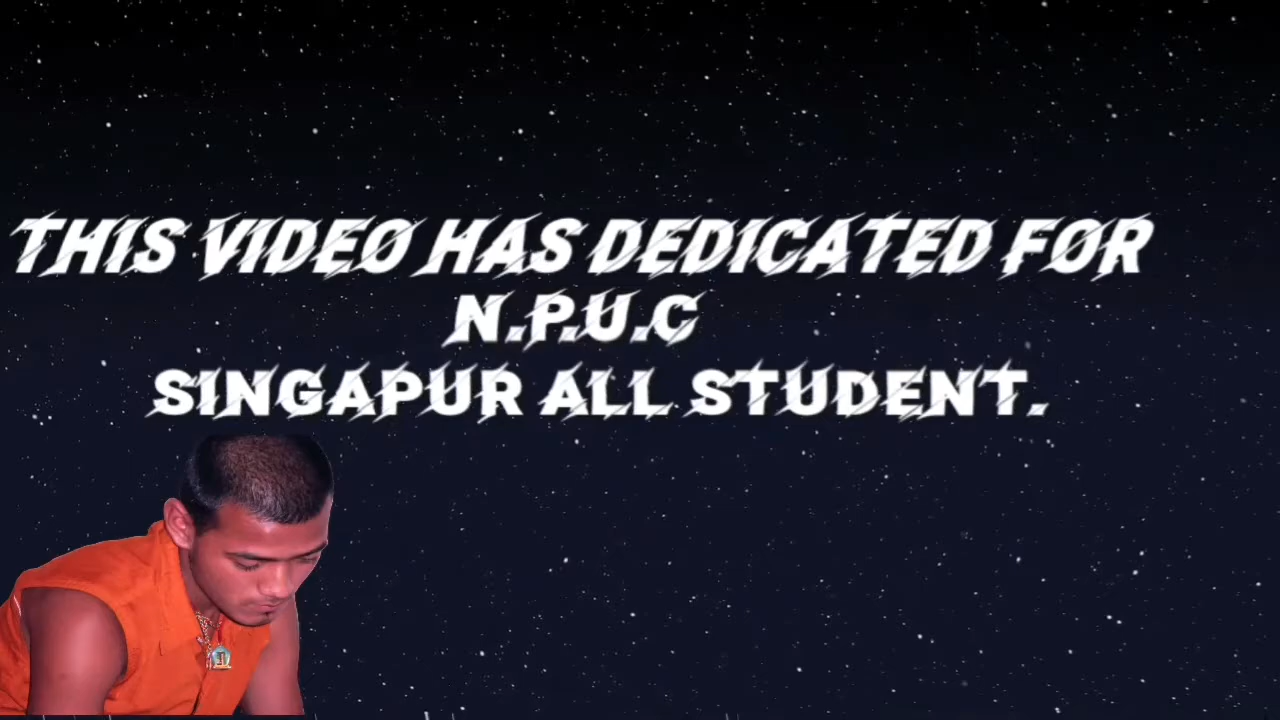 THIS VIDEO HAS DEDICATED FOR
N.P.U.C
SINGAPUR ALL STUDENT.